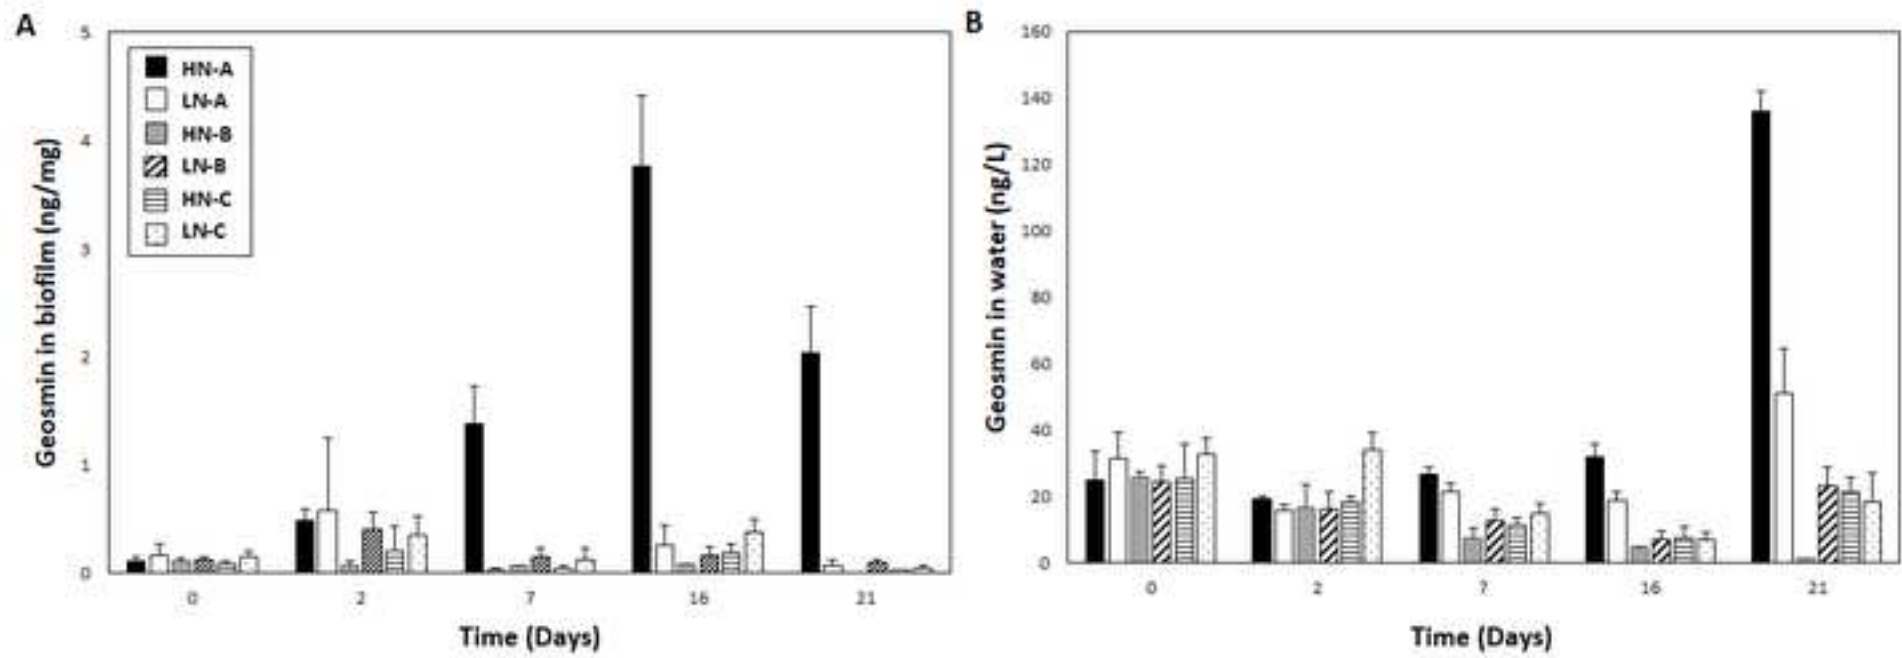 A
5
4
3
2
1
0
Geosmin in biofilm (ng/mg)
HN-A
LN-A
HN-B
LN-B
HN-C
LN-C
0 2 7 16 21
Time (Days)
B
160
140
120
100
80
60
40
20
0
Geosmin in water (ng/L)
0 2 7 16 21
Time (Days)